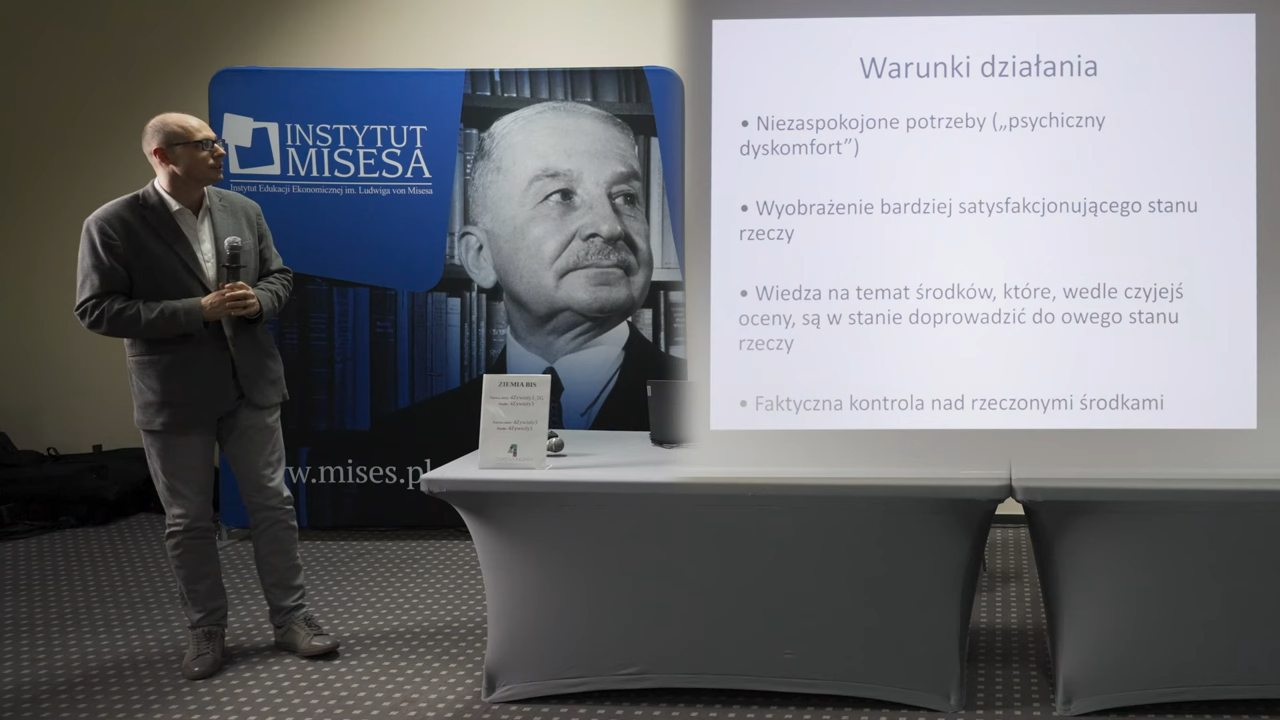 INSTYTUT
MISESA
Instytut Edukacji Ekonomicznej im. Ludwiga von Misesa
www.mises.pl
ZIEMIA BIS
Warunki działania
• Niezaspokojone potrzeby („psychiczny
dyskomfort”)
• Wyobrażenie bardziej satysfakcjonującego stanu
rzeczy
• Wiedza na temat środków, które, wedle czyjejś
oceny, są w stanie doprowadzić do owego stanu
rzeczy
• Faktyczna kontrola nad rzeczonymi środkami